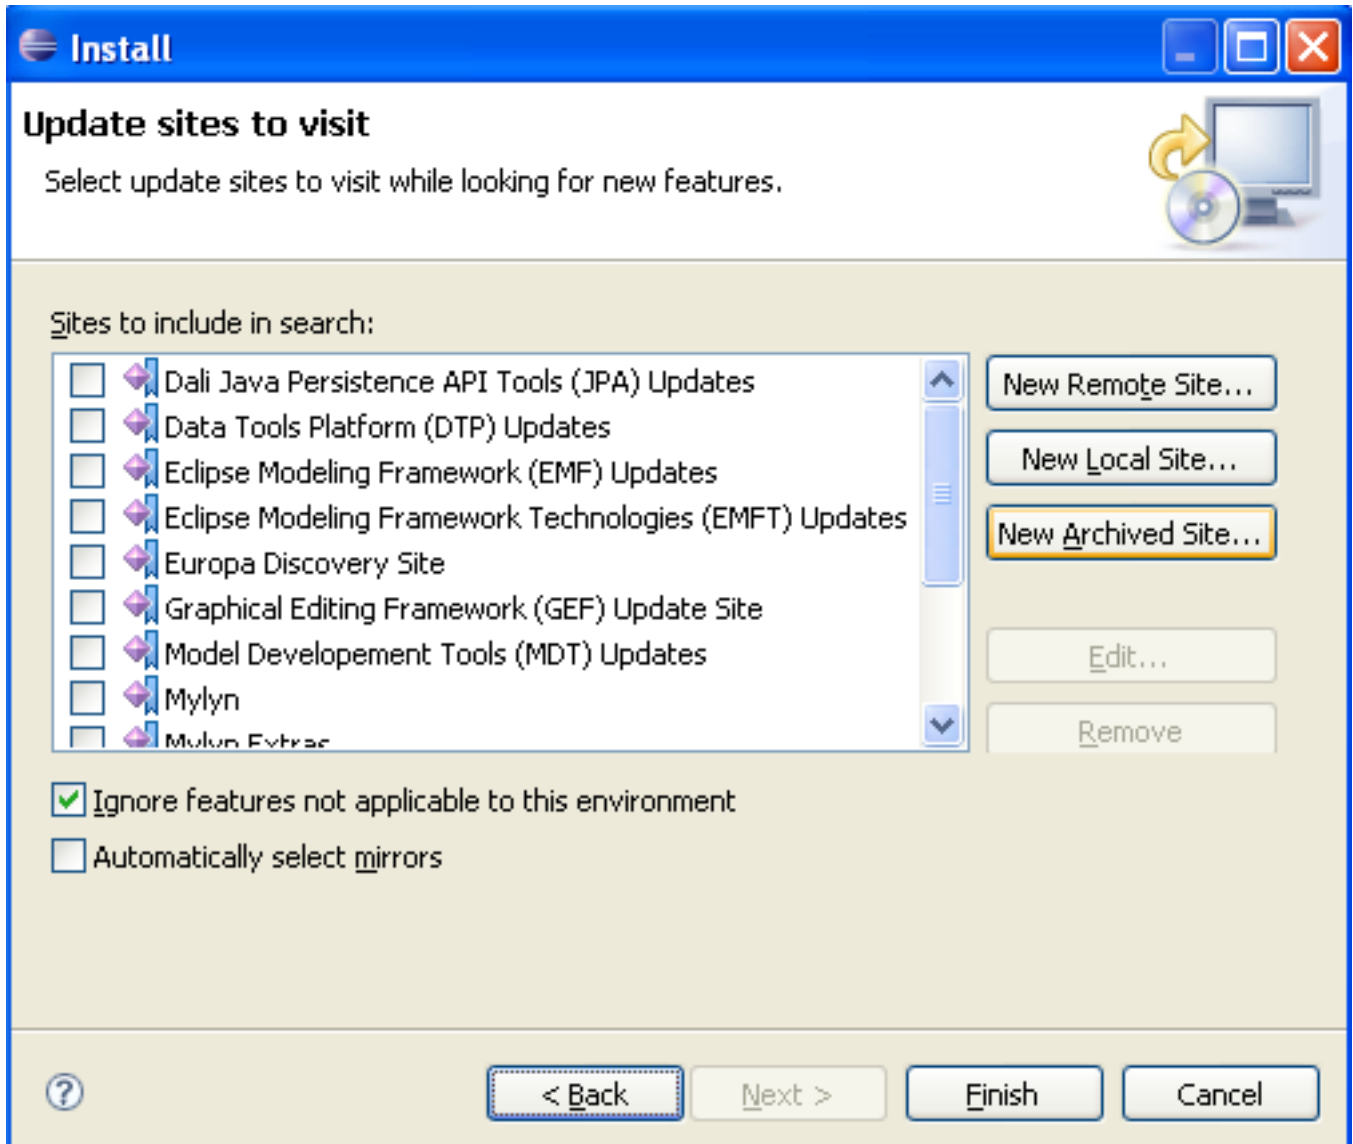 Install
Update sites to visit
Select update sites to visit while looking for new features.
Sites to include in search:
Dali Java Persistence API Tools (JPA) Updates
Data Tools Platform (DTP) Updates
Eclipse Modeling Framework (EMF) Updates
Eclipse Modeling Framework Technologies (EMFT) Updates
Europa Discovery Site
Graphical Editing Framework (GEF) Update Site
Model Developement Tools (MDT) Updates
Mylyn
Mylyn Extras
New Remote Site...
New Local Site...
New Archived Site...
Edit...
Remove
Ignore features not applicable to this environment
Automatically select mirrors
?
< Back
Next >
Finish
Cancel